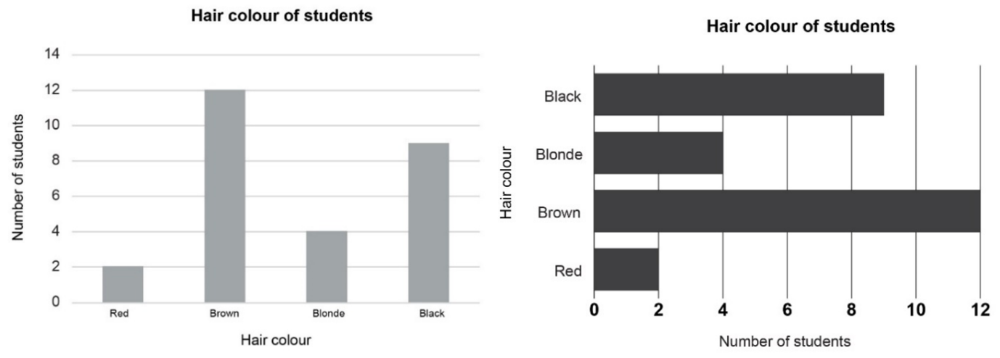 Hair colour of students
14
12
10
8
6
4
2
0
Number of students
Red Brown Blonde Black
Hair colour
Hair colour of students
Hair colour
Black
Blonde
Brown
Red
0 2 4 6 8 10 12
Number of students